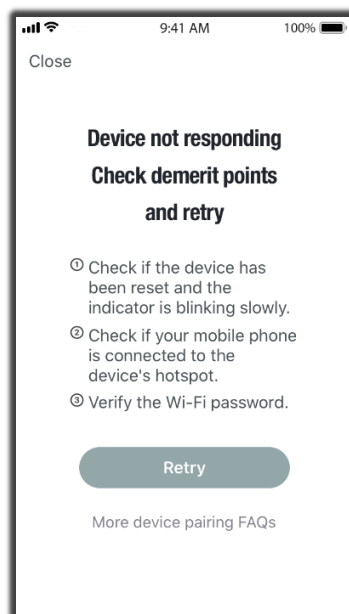 9:41 AM
100%
Close
Device not responding
Check demerit points
and retry
① Check if the device has
been reset and the
indicator is blinking slowly.
② Check if your mobile phone
is connected to the
device's hotspot.
③ Verify the Wi-Fi password.
Retry
More device pairing FAQs